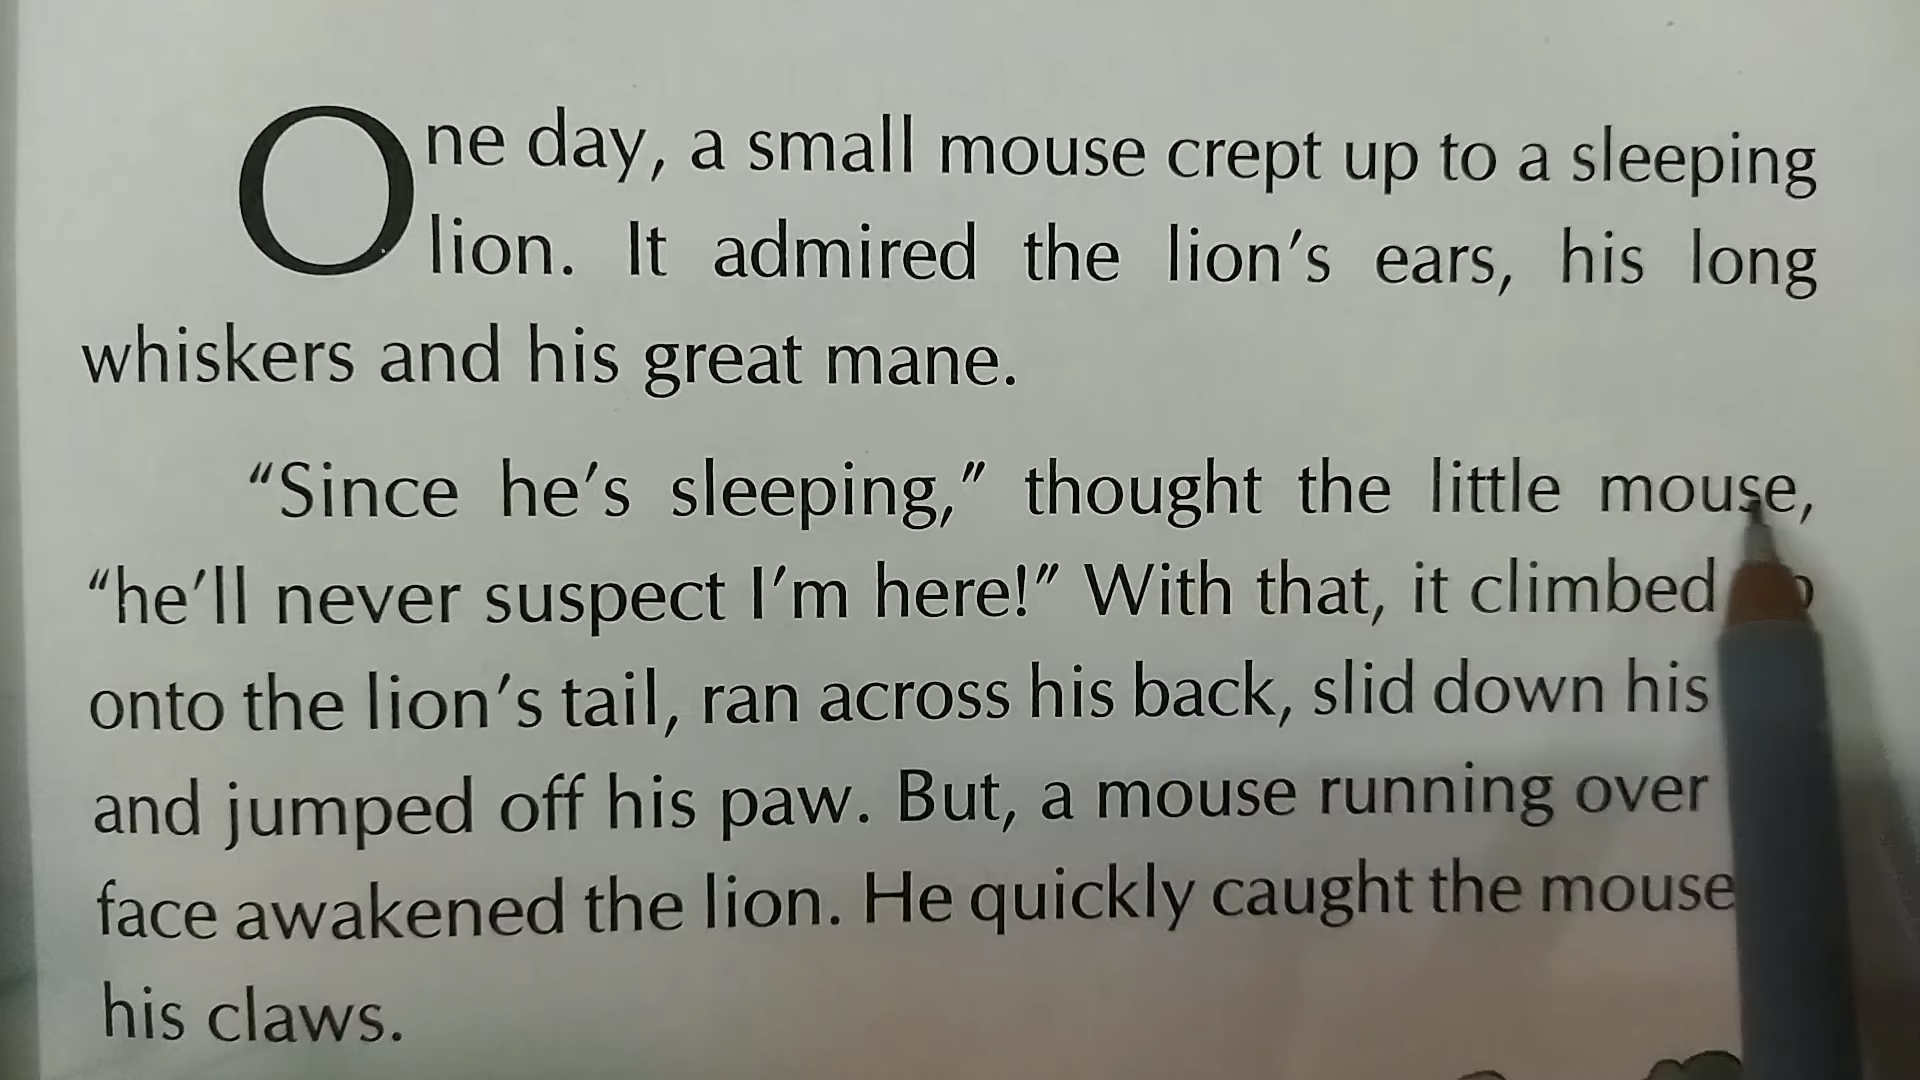 One day, a small mouse crept up to a sleeping
lion. It admired the lion's ears, his long
whiskers and his great mane.
“Since he's sleeping,” thought the little mouse,
“he'll never suspect I'm here!” With that, it climbed
onto the lion's tail, ran across his back, slid down his
and jumped off his paw. But, a mouse running over
face awakened the lion. He quickly caught the mouse
his claws.